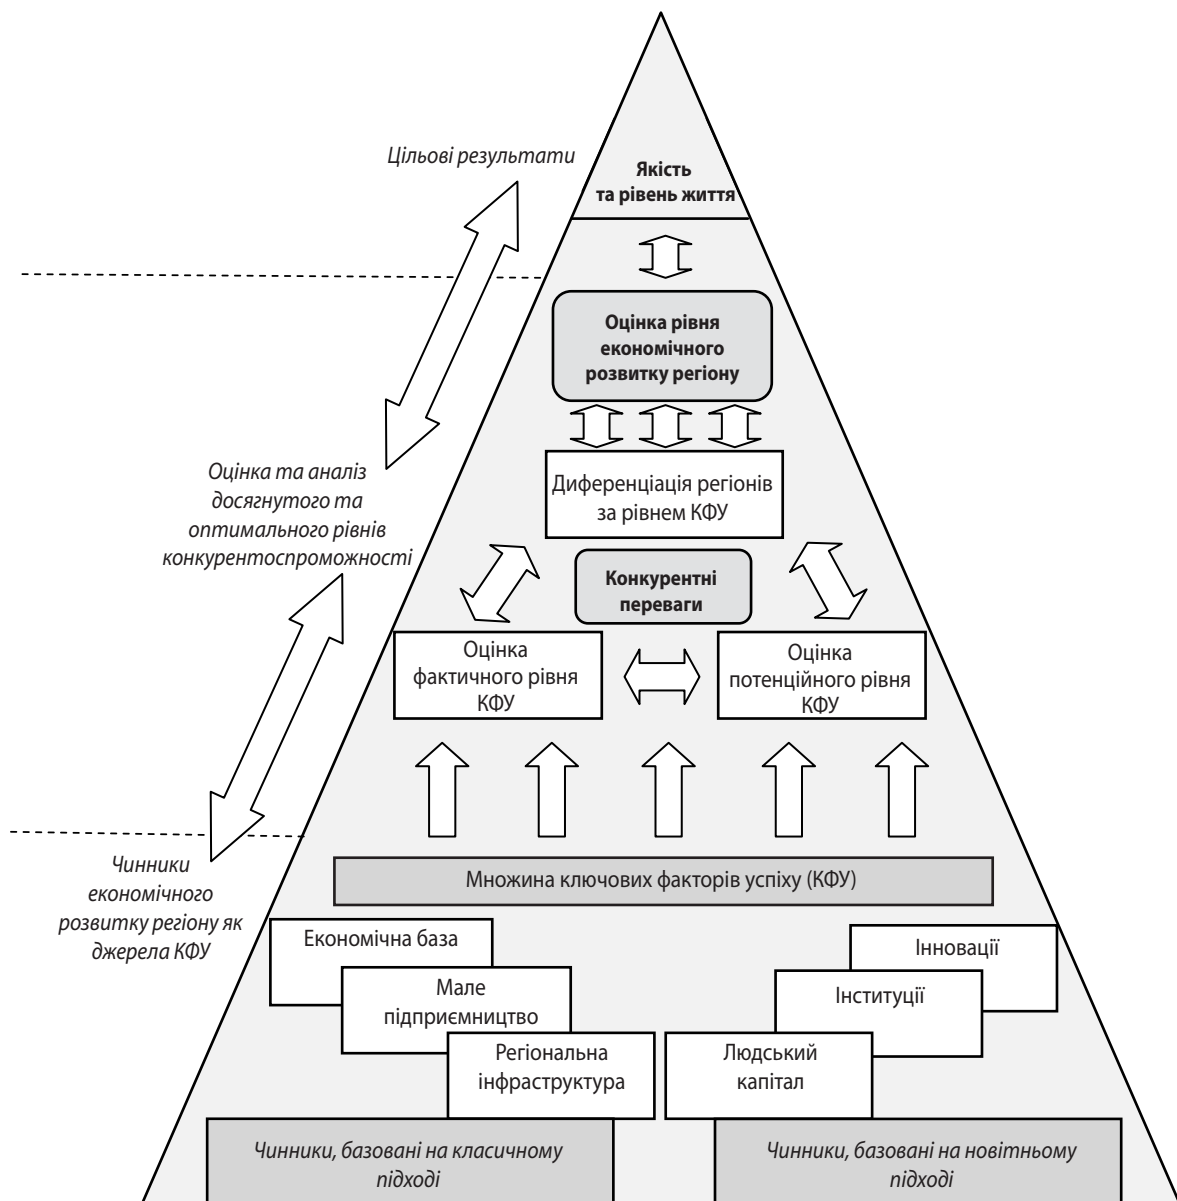 Цільові результати
Якість
та рівень життя
Оцінка рівня
економічного
розвитку регіону
Оцінка та аналіз
досягнутого та
оптимального рівнів
конкурентоспроможності
Диференціація регіонів
за рівнем КФУ
Конкурентні
переваги
Оцінка
фактичного рівня
КФУ
Оцінка
потенційного рівня
КФУ
Чинники
економічного
розвитку регіону як
джерела КФУ
Множина ключових факторів успіху (КФУ)
Економічна база
Мале
підприємництво
Регіональна
інфраструктура
Інновації
Інституції
Людський
капітал
Чинники, базовані на класичному
підході
Чинники, базовані на новітньому
підході